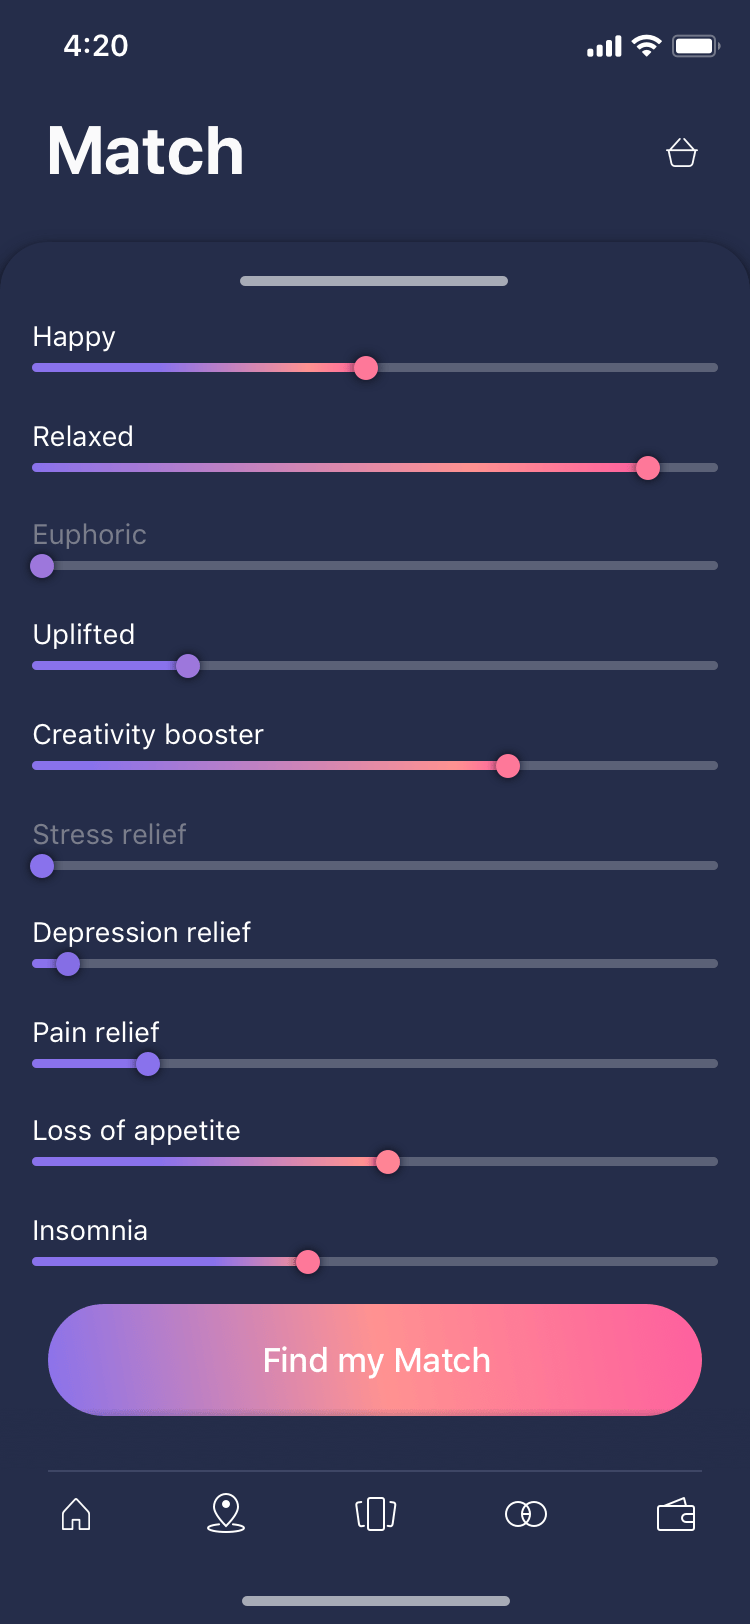 4:20
Match
Happy
Relaxed
Euphoric
Uplifted
Creativity booster
Stress relief
Depression relief
Pain relief
Loss of appetite
Insomnia
Find my Match